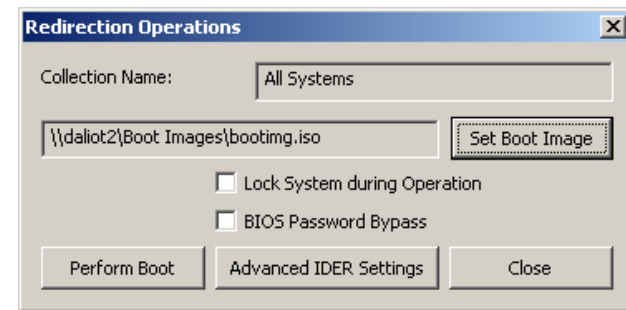 Redirection Operations
Collection Name: All Systems
\\daliot2\Boot Images\bootimg.iso Set Boot Image
Lock System during Operation
BIOS Password Bypass
Perform Boot Advanced IDER Settings Close